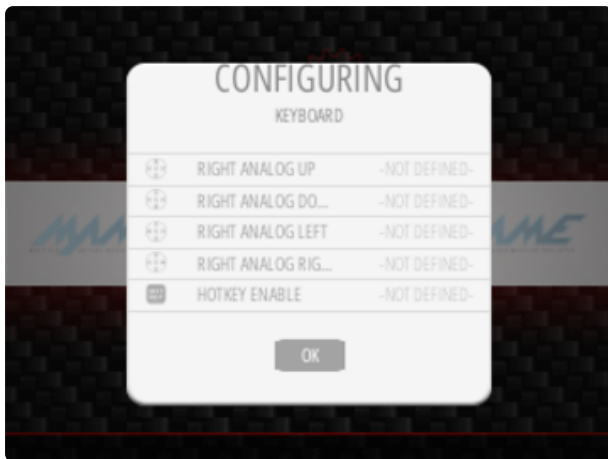 CONFIGURING
KEYBOARD
RIGHT ANALOG UP -NOT DEFINED-
RIGHT ANALOG DO... -NOT DEFINED-
RIGHT ANALOG LEFT -NOT DEFINED-
RIGHT ANALOG RIG... -NOT DEFINED-
HOTKEY ENABLE -NOT DEFINED-
OK